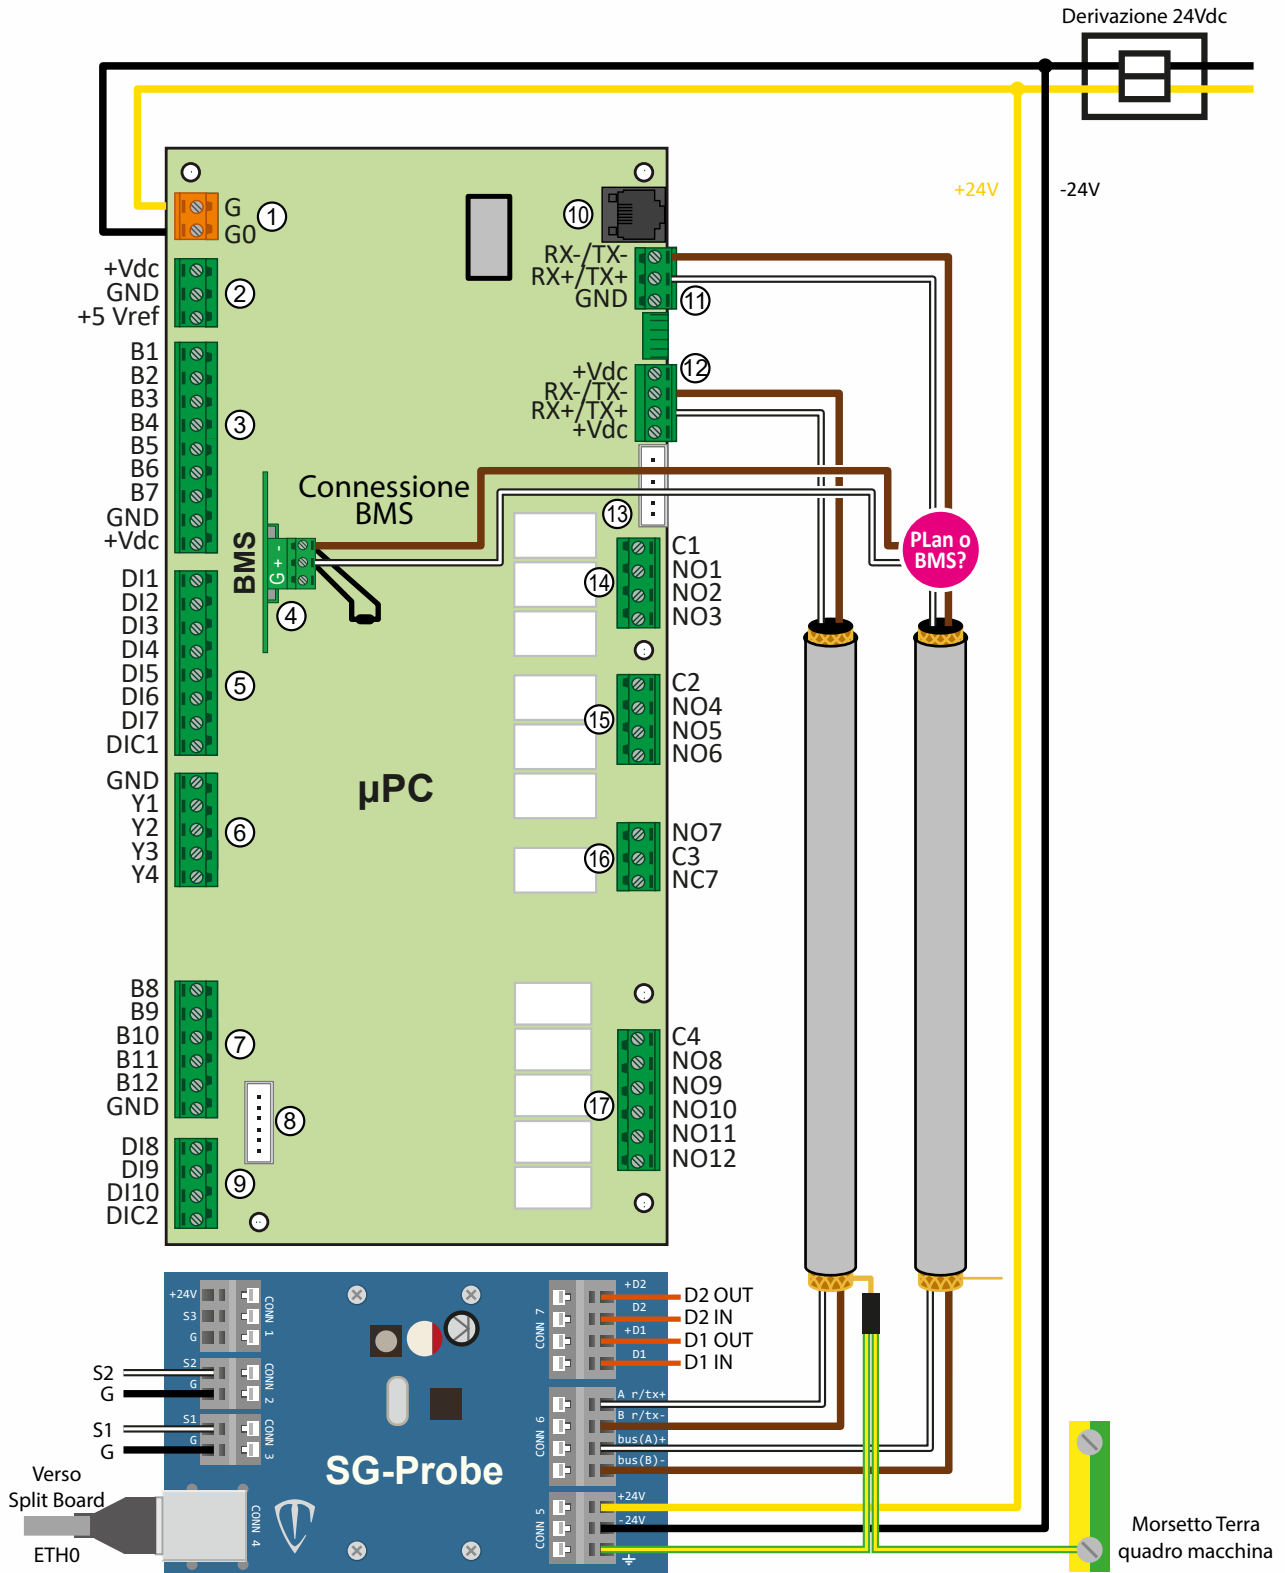 Derivazione 24Vdc
+24V
-24V
G
G0
1
+Vdc
GND
+5 Vref
2
B1
B2
B3
B4
B5
B6
B7
GND
+Vdc
3
Connessione
BMS
BMS
G + -
4
DI1
DI2
DI3
DI4
DI5
DI6
DI7
DIC1
5
GND
Y1
Y2
Y3
Y4
6
µPC
B8
B9
B10
B11
B12
GND
7
8
DI8
DI9
DI10
DIC2
9
10
RX-/TX-
RX+/TX+
GND
11
12
+Vdc
RX-/TX-
RX+/TX+
+Vdc
13
PLan o
BMS?
C1
NO1
NO2
NO3
14
C2
NO4
NO5
NO6
15
NO7
C3
NC7
16
C4
NO8
NO9
NO10
NO11
NO12
17
+24V
S3
G
CONN 1
S2
G
CONN 2
S1
G
CONN 3
S2
G
S1
G
Verso
Split Board
ETH0
CONN 4
SG-Probe
CONN 7
+D2
D2
+D1
D1
D2 OUT
D2 IN
D1 OUT
D1 IN
CONN 6
A r/tx+
B r/tx-
bus(A)+
bus(B)-
CONN 5
+24V
-24V
Morsetto Terra
quadro macchina